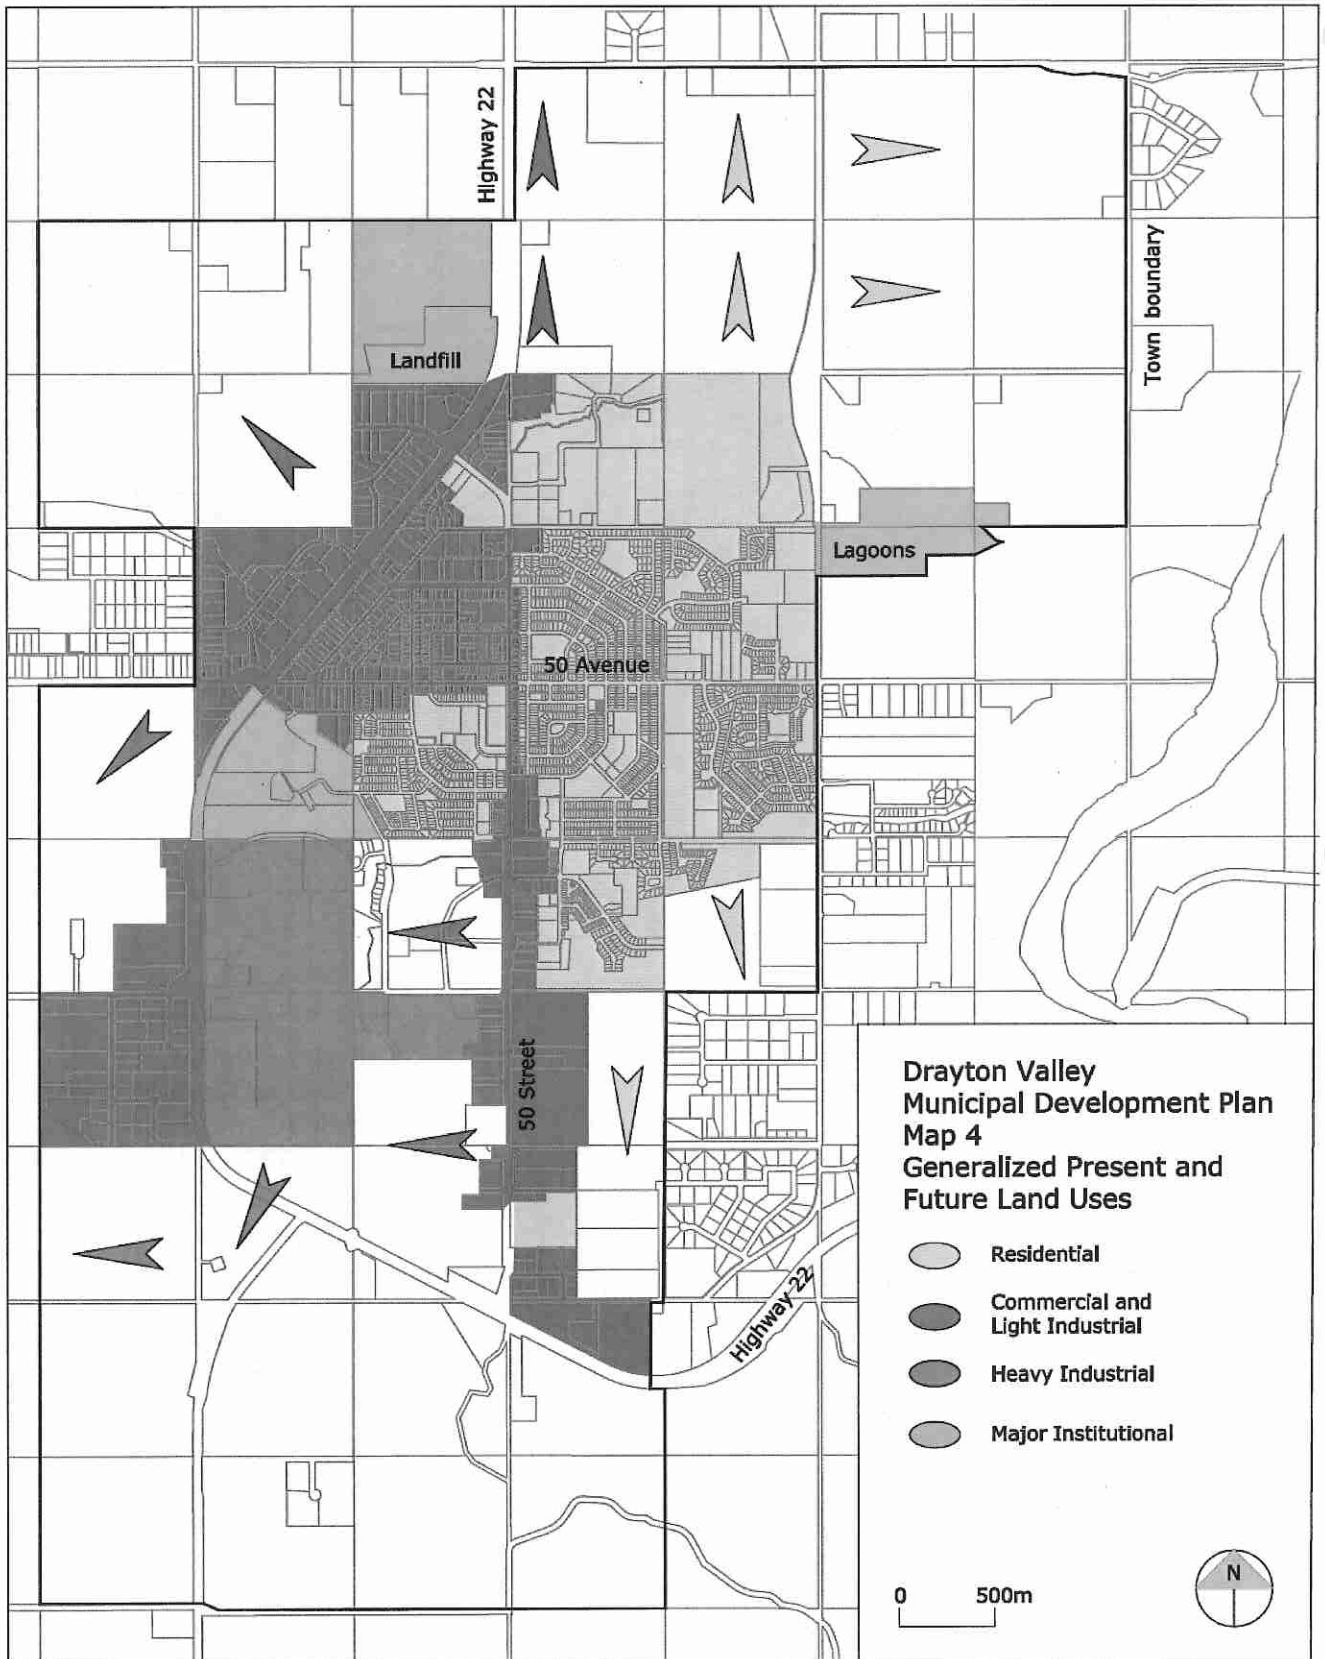 Highway 22
Town boundary
Landfill
Lagoons
50 Avenue
50 Street
Highway 22
Drayton Valley
Municipal Development Plan
Map 4
Generalized Present and
Future Land Uses
Residential
Commercial and
Light Industrial
Heavy Industrial
Major Institutional
N
0 500m